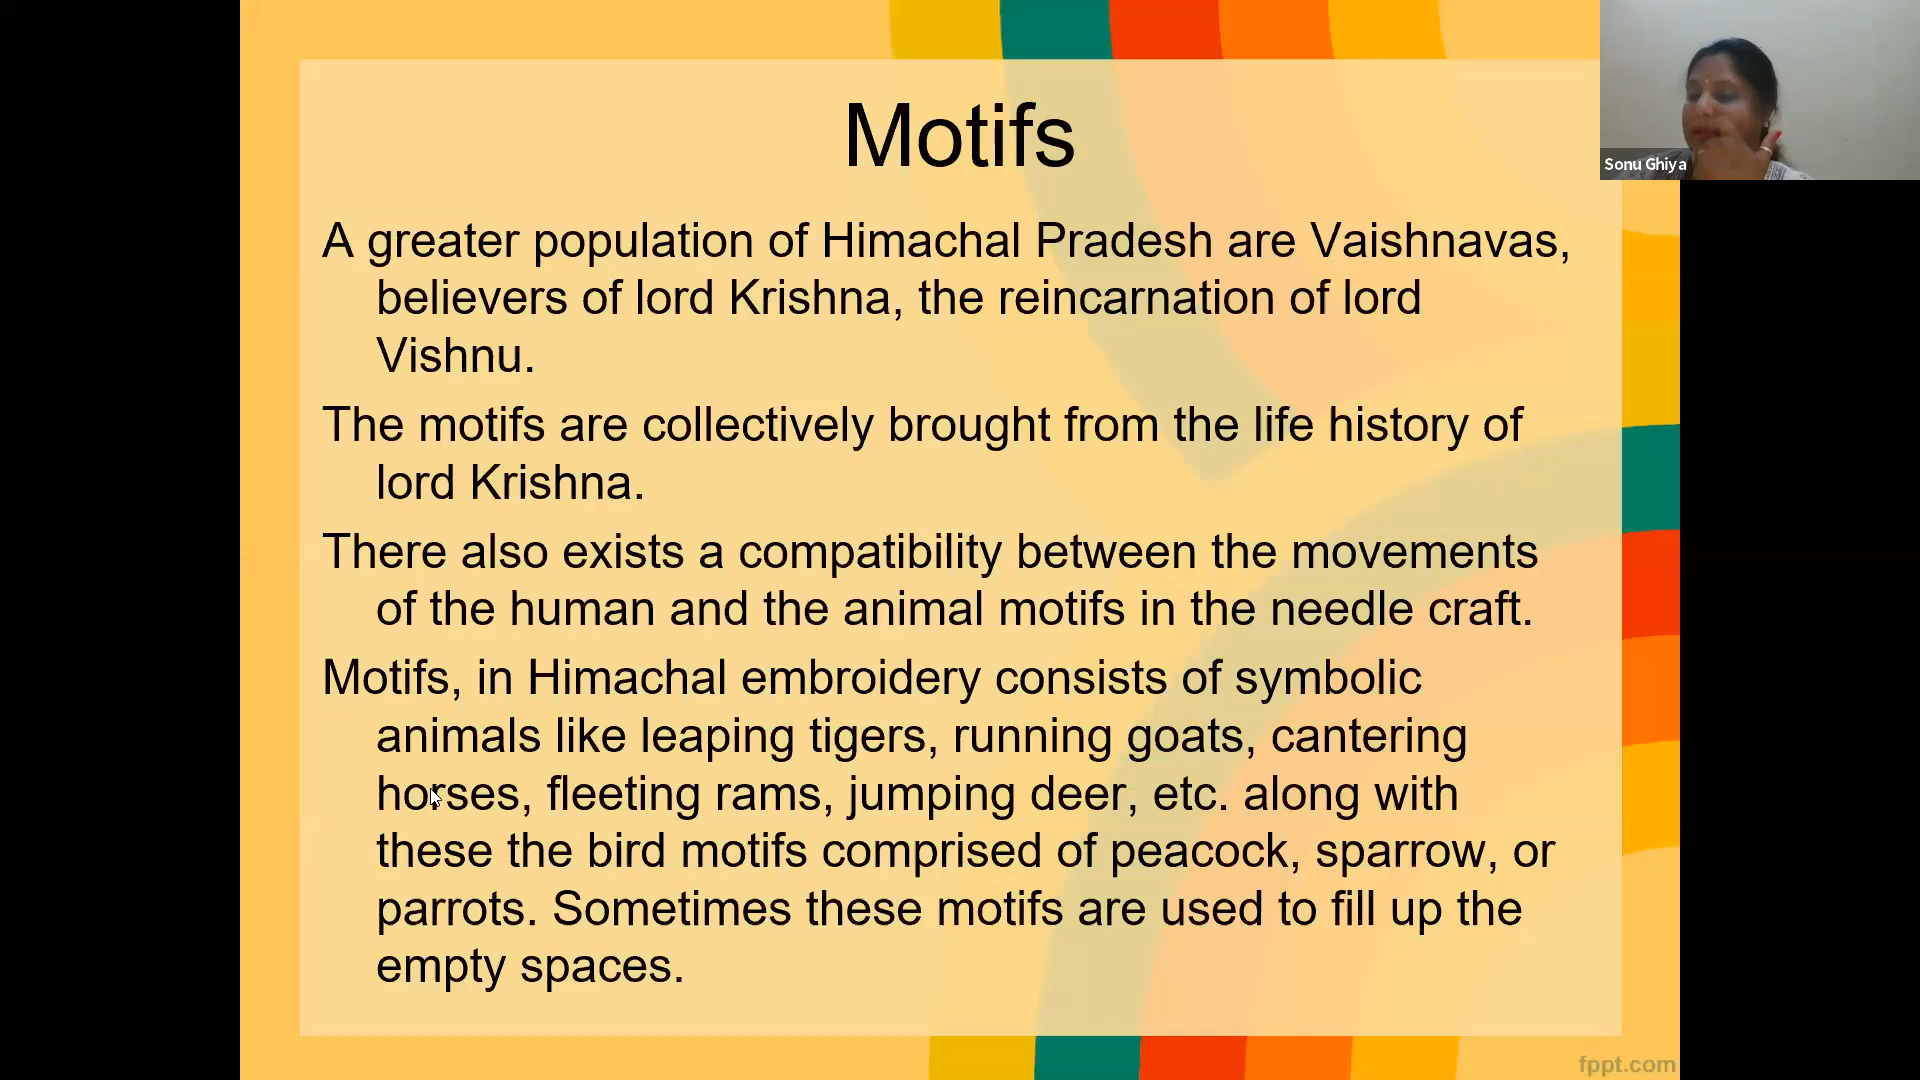 Motifs
A greater population of Himachal Pradesh are Vaishnavas,
believers of lord Krishna, the reincarnation of lord
Vishnu.
The motifs are collectively brought from the life history of
lord Krishna.
There also exists a compatibility between the movements
of the human and the animal motifs in the needle craft.
Motifs, in Himachal embroidery consists of symbolic
animals like leaping tigers, running goats, cantering
horses, fleeting rams, jumping deer, etc. along with
these the bird motifs comprised of peacock, sparrow, or
parrots. Sometimes these motifs are used to fill up the
empty spaces.
Sonu Ghiya
fppt.com